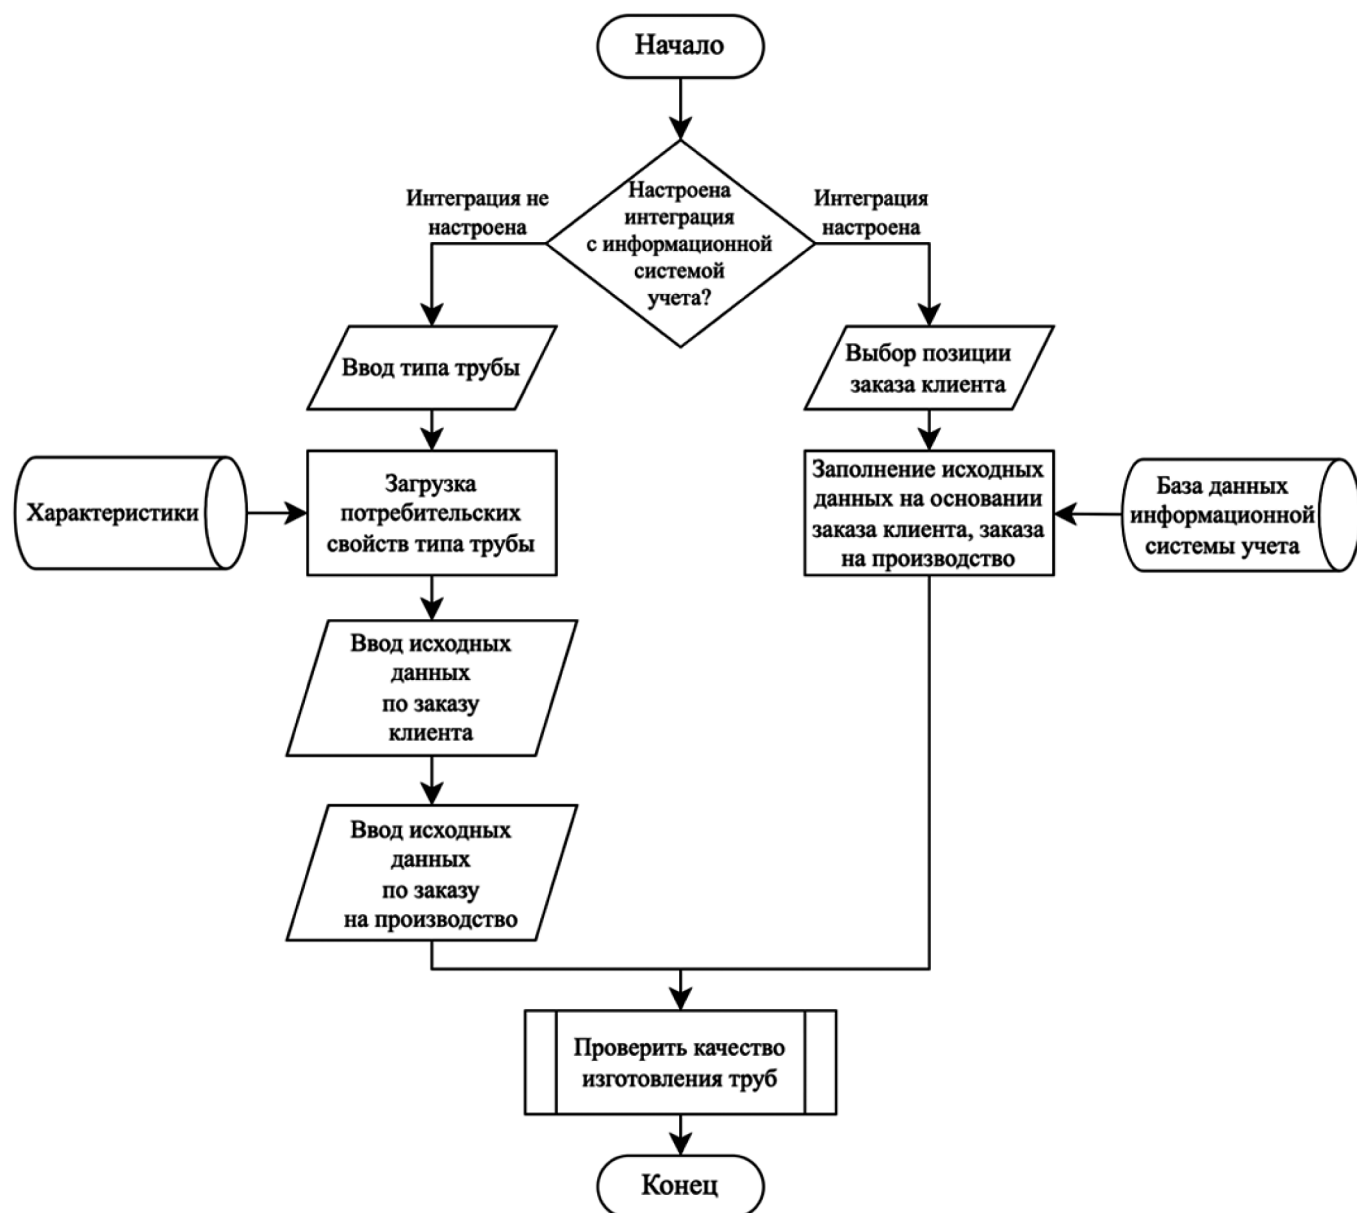 Начало
Настроена
интеграция
с информационной
системой
учета?
Интеграция не
настроена
Интеграция
настроена
Ввод типа трубы
Выбор позиции
заказа клиента
Характеристики
Загрузка
потребительских
свойств типа трубы
Заполнение исходных
данных на основании
заказа клиента, заказа
на производство
База данных
информационной
системы учета
Ввод исходных
данных
по заказу
клиента
Ввод исходных
данных
по заказу
на производство
Проверить качество
изготовления труб
Конец